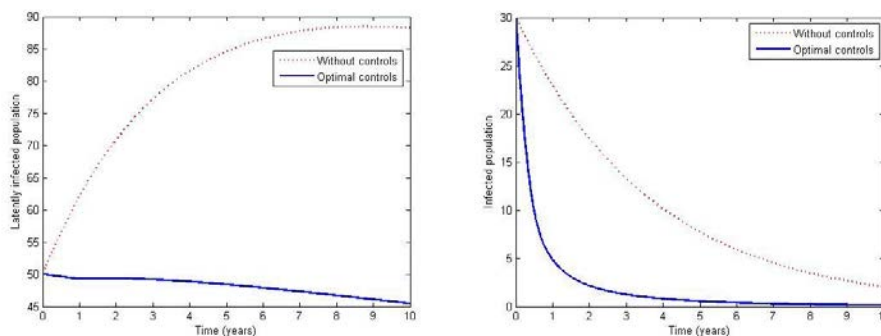 90
85
80
75
70
65
60
55
50
45
Latently infected population
Without controls
Optimal controls
0 1 2 3 4 5 6 7 8 9 10
Time (years)
30
25
20
15
10
5
0
Infected population
Without controls
Optimal controls
0 1 2 3 4 5 6 7 8 9 1
Time (years)